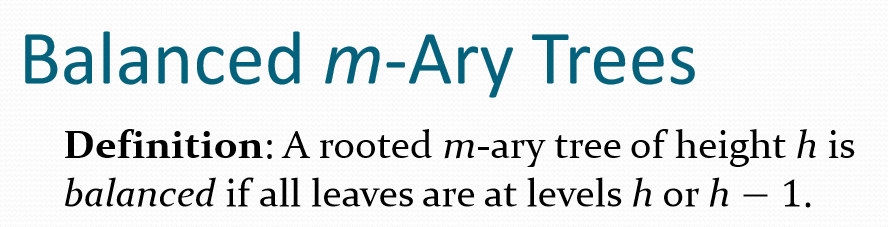 Balanced m-Ary Trees
Definition: A rooted m-ary tree of height h is
balanced if all leaves are at levels h or h − 1.